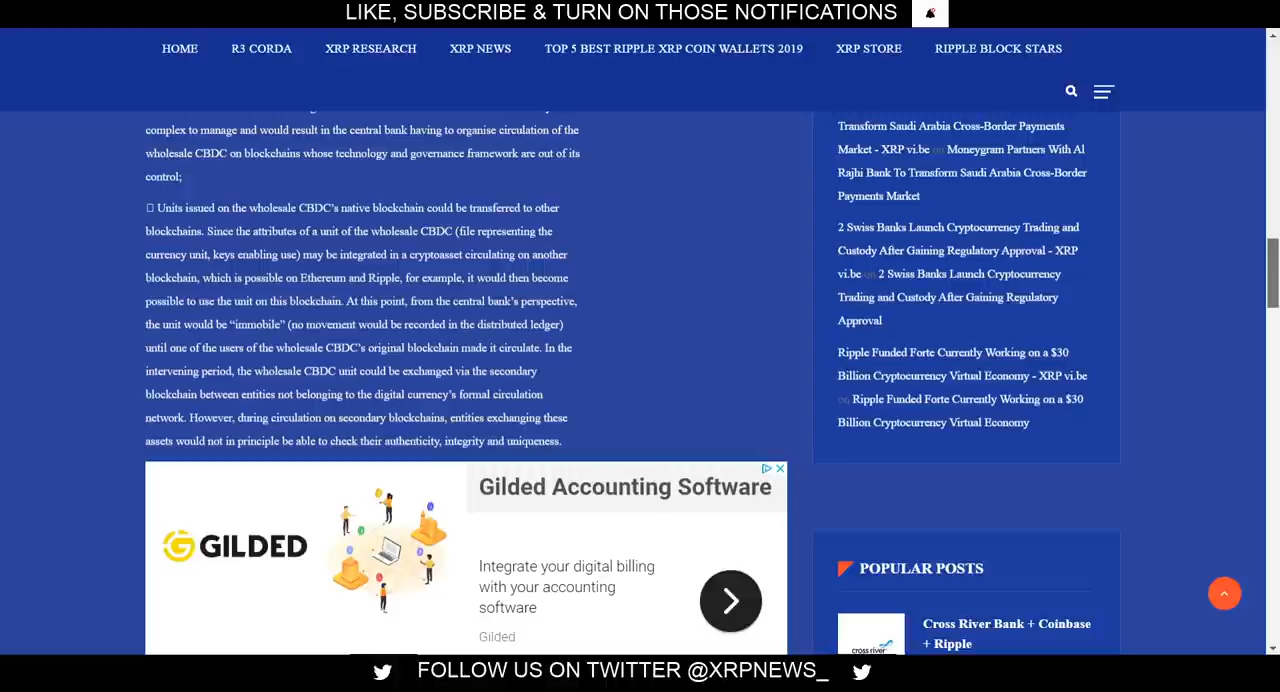 LIKE, SUBSCRIBE & TURN ON THOSE NOTIFICATIONS
HOME R3 CORDA XRP RESEARCH XRP NEWS TOP 5 BEST RIPPLE XRP COIN WALLETS 2019 XRP STORE RIPPLE BLOCK STARS
complex to manage and would result in the central bank having to organise circulation of the
wholesale CBDC on blockchains whose technology and governance framework are out of its
control;
Units issued on the wholesale CBDC’s native blockchain could be transferred to other
blockchains. Since the attributes of a unit of the wholesale CBDC (file representing the
currency unit, keys enabling use) may be integrated in a cryptoasset circulating on another
blockchain, which is possible on Ethereum and Ripple, for example, it would then become
possible to use the unit on this blockchain. At this point, from the central bank’s perspective,
the unit would be “immobile” (no movement would be recorded in the distributed ledger)
until one of the users of the wholesale CBDC’s original blockchain made it circulate. In the
intervening period, the wholesale CBDC unit could be exchanged via the secondary
blockchain between entities not belonging to the digital currency’s formal circulation
network. However, during circulation on secondary blockchains, entities exchanging these
assets would not in principle be able to check their authenticity, integrity and uniqueness.
GILDED
Gilded Accounting Software
Integrate your digital billing
with your accounting
software
Gilded
Transform Saudi Arabia Cross-Border Payments
Market - XRP vi.be on Moneygram Partners With Al
Rajhi Bank To Transform Saudi Arabia Cross-Border
Payments Market
2 Swiss Banks Launch Cryptocurrency Trading and
Custody After Gaining Regulatory Approval - XRP
vi.be on 2 Swiss Banks Launch Cryptocurrency
Trading and Custody After Gaining Regulatory
Approval
Ripple Funded Forte Currently Working on a $30
Billion Cryptocurrency Virtual Economy - XRP vi.be
on Ripple Funded Forte Currently Working on a $30
Billion Cryptocurrency Virtual Economy
POPULAR POSTS
cross river
Cross River Bank + Coinbase
+ Ripple
FOLLOW US ON TWITTER @XRPNEWS_